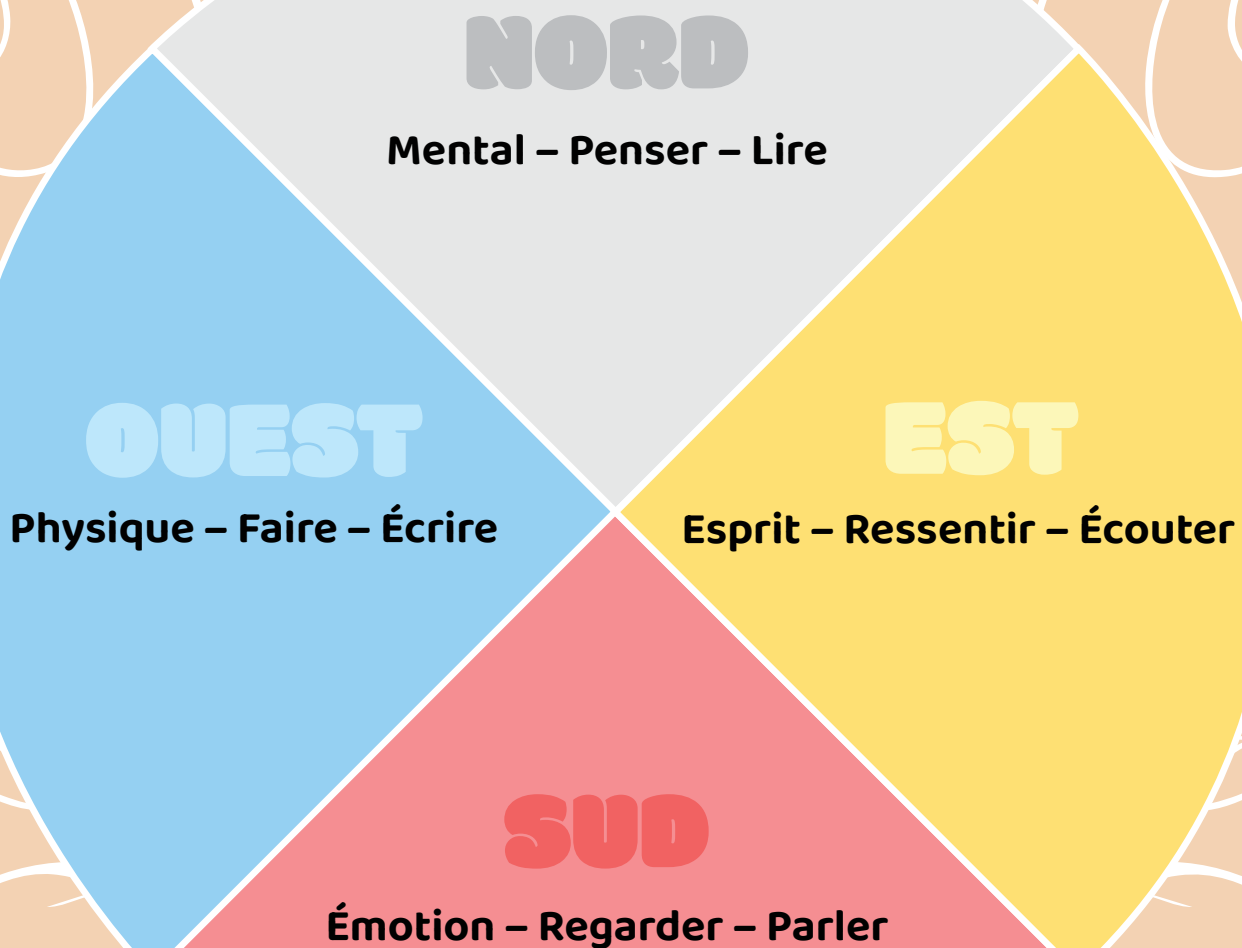 NORD
Mental – Penser – Lire
OUEST
Physique – Faire – Écrire
EST
Esprit – Ressentir – Écouter
SUD
Émotion – Regarder – Parler